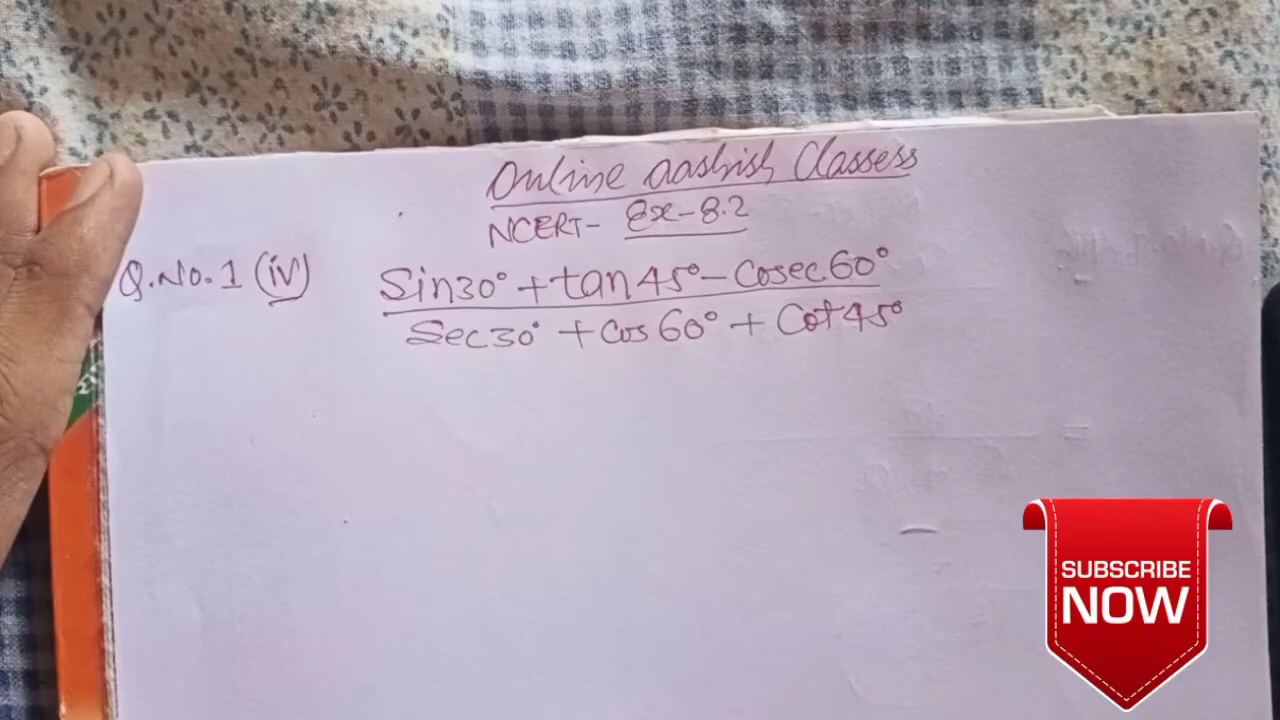 Online aashish Classess
NCERT- Ex-8.2
Q.No.1 (iv) Sin30° + tan45° - Cosec60°
Sec30° + Cos60° + Cot45°
SUBSCRIBE
NOW